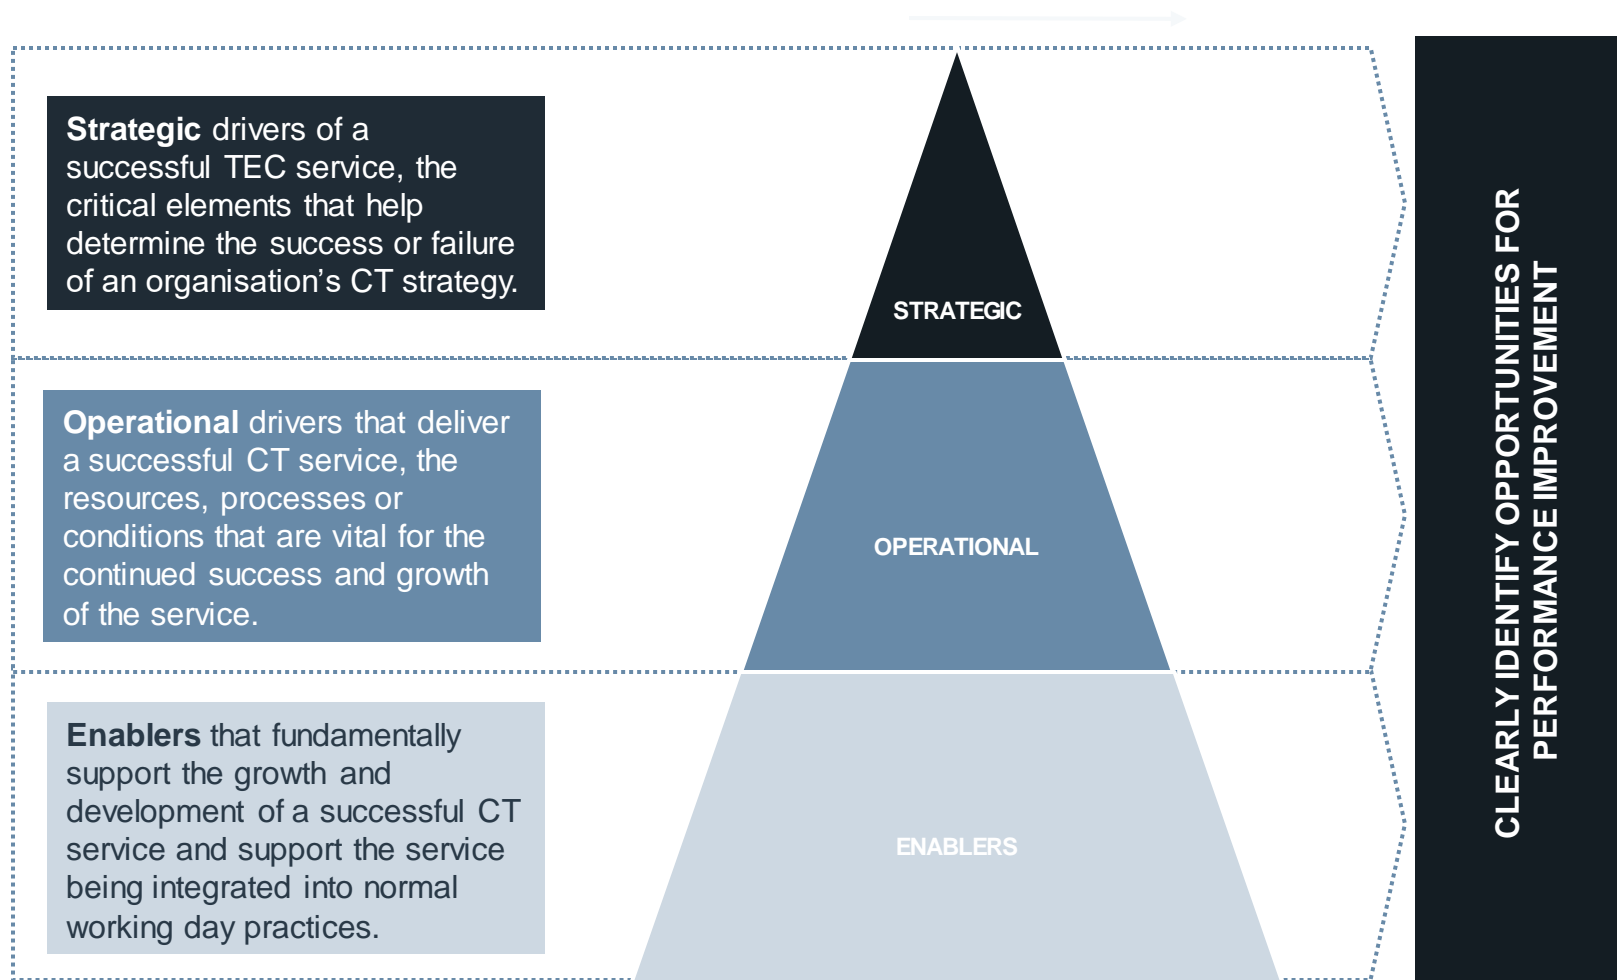 Strategic drivers of a
successful TEC service, the
critical elements that help
determine the success or failure
of an organisation’s CT strategy.
STRATEGIC
Operational drivers that deliver
a successful CT service, the
resources, processes or
conditions that are vital for the
continued success and growth
of the service.
OPERATIONAL
Enablers that fundamentally
support the growth and
development of a successful CT
service and support the service
being integrated into normal
working day practices.
ENABLERS
CLEARLY IDENTIFY OPPORTUNITIES FOR
PERFORMANCE IMPROVEMENT